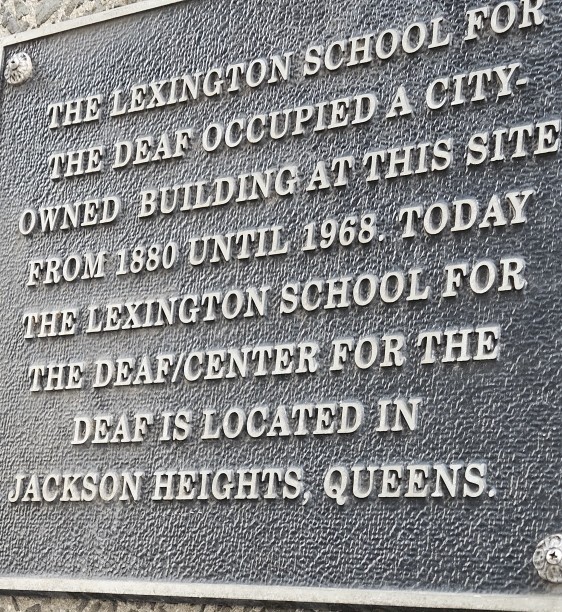 THE LEXINGTON SCHOOL FOR
THE DEAF OCCUPIED A CITY-
OWNED BUILDING AT THIS SITE
FROM 1880 UNTIL 1968. TODAY
THE LEXINGTON SCHOOL FOR
THE DEAF/CENTER FOR THE
DEAF IS LOCATED IN
JACKSON HEIGHTS, QUEENS.